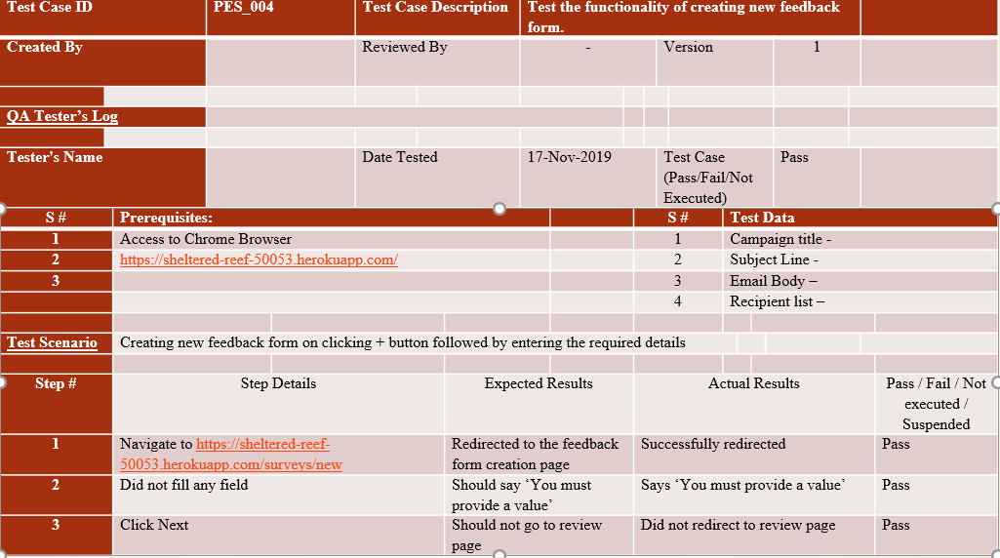 Test Case ID PES_004 Test Case Description Test the functionality of creating new feedback
form.
Created By Reviewed By - Version 1
QA Tester’s Log
Tester's Name Date Tested 17-Nov-2019 Test Case Pass
(Pass/Fail/Not
Executed)
S # Prerequisites: S # Test Data
1 Access to Chrome Browser 1 Campaign title -
2 https://sheltered-reef-50053.herokuapp.com/ 2 Subject Line -
3 3 Email Body –
4 Recipient list –
Test Scenario Creating new feedback form on clicking + button followed by entering the required details
Step # Step Details Expected Results Actual Results Pass / Fail / Not
executed /
Suspended
1 Navigate to https://sheltered-reef- Redirected to the feedback Successfully redirected Pass
50053.herokuapp.com/surveys/new form creation page
2 Did not fill any field Should say ‘You must Says ‘You must provide a value’ Pass
provide a value’
3 Click Next Should not go to review Did not redirect to review page Pass
page